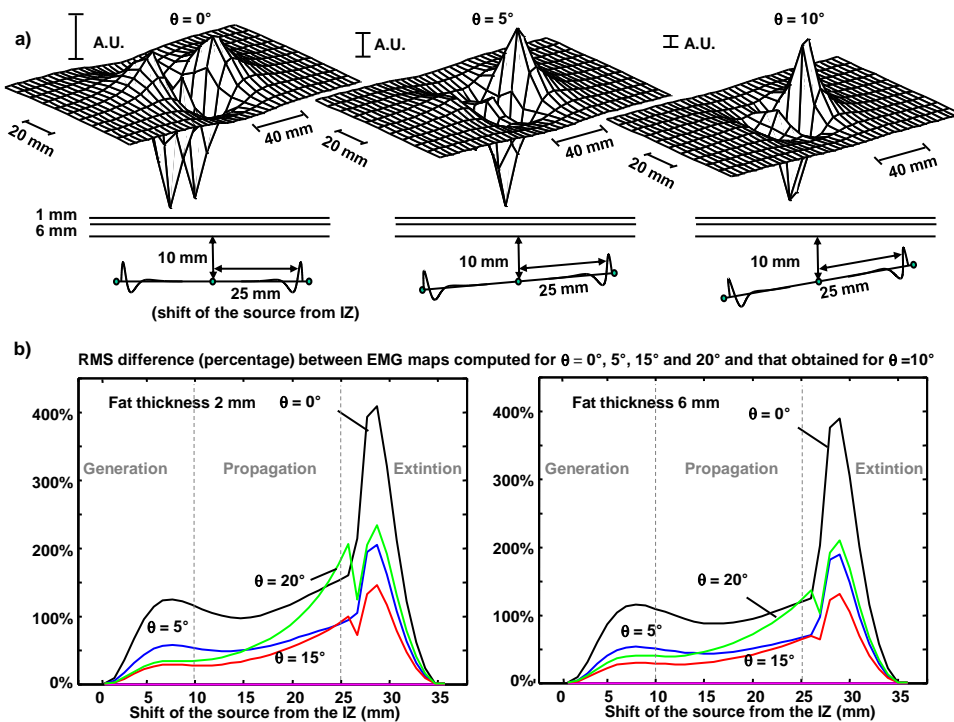 a)
A.U.
θ = 0°
A.U.
θ = 5°
A.U.
θ = 10°
20 mm
40 mm
20 mm
40 mm
20 mm
40 mm
1 mm
6 mm
10 mm
25 mm
(shift of the source from IZ)
10 mm
25 mm
10 mm
25 mm
b)
RMS difference (percentage) between EMG maps computed for θ = 0°, 5°, 15° and 20° and that obtained for θ =10°
400%
300%
200%
100%
0%
Fat thickness 2 mm
θ = 0°
Generation
Propagation
Extintion
θ = 20°
θ = 5°
θ = 15°
0 5 10 15 20 25 30 35
Shift of the source from the IZ (mm)
400%
300%
200%
100%
0%
Fat thickness 6 mm
θ = 0°
Generation
Propagation
Extintion
θ = 20°
θ = 5°
θ = 15°
0 5 10 15 20 25 30 35
Shift of the source from the IZ (mm)